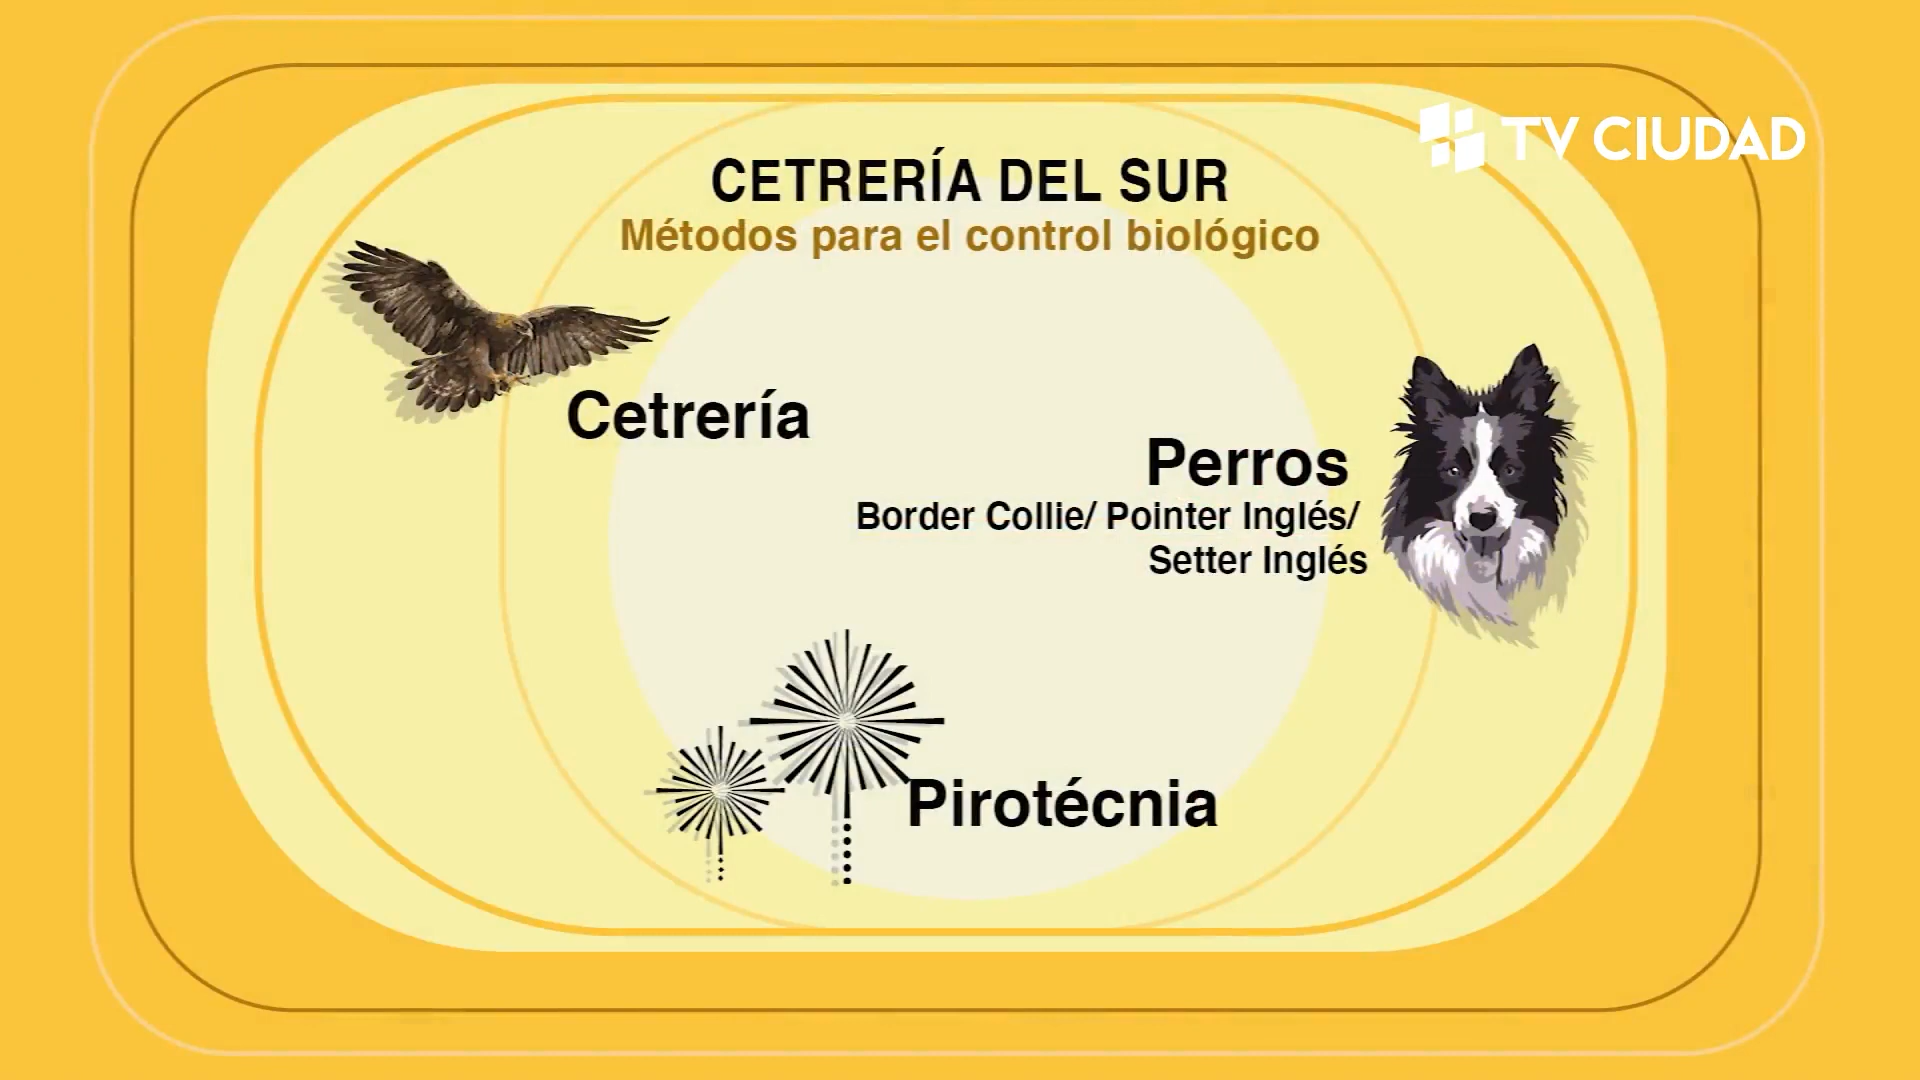 TV CIUDAD
CETRERÍA DEL SUR
Métodos para el control biológico
Cetrería
Perros
Border Collie/ Pointer Inglés/
Setter Inglés
Pirotécnia